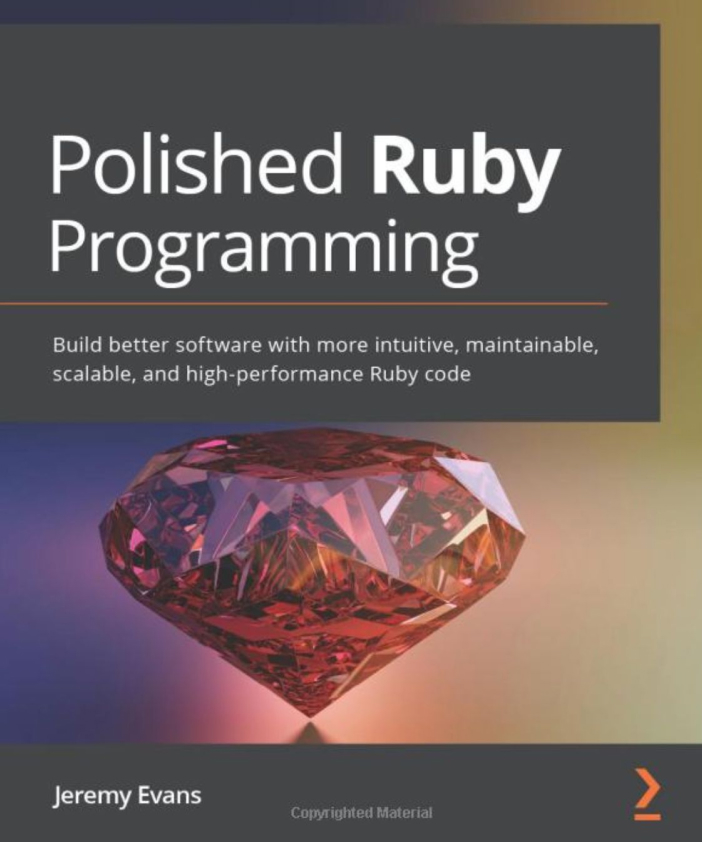 Polished Ruby
Programming
Build better software with more intuitive, maintainable,
scalable, and high-performance Ruby code
Jeremy Evans
Copyrighted Material